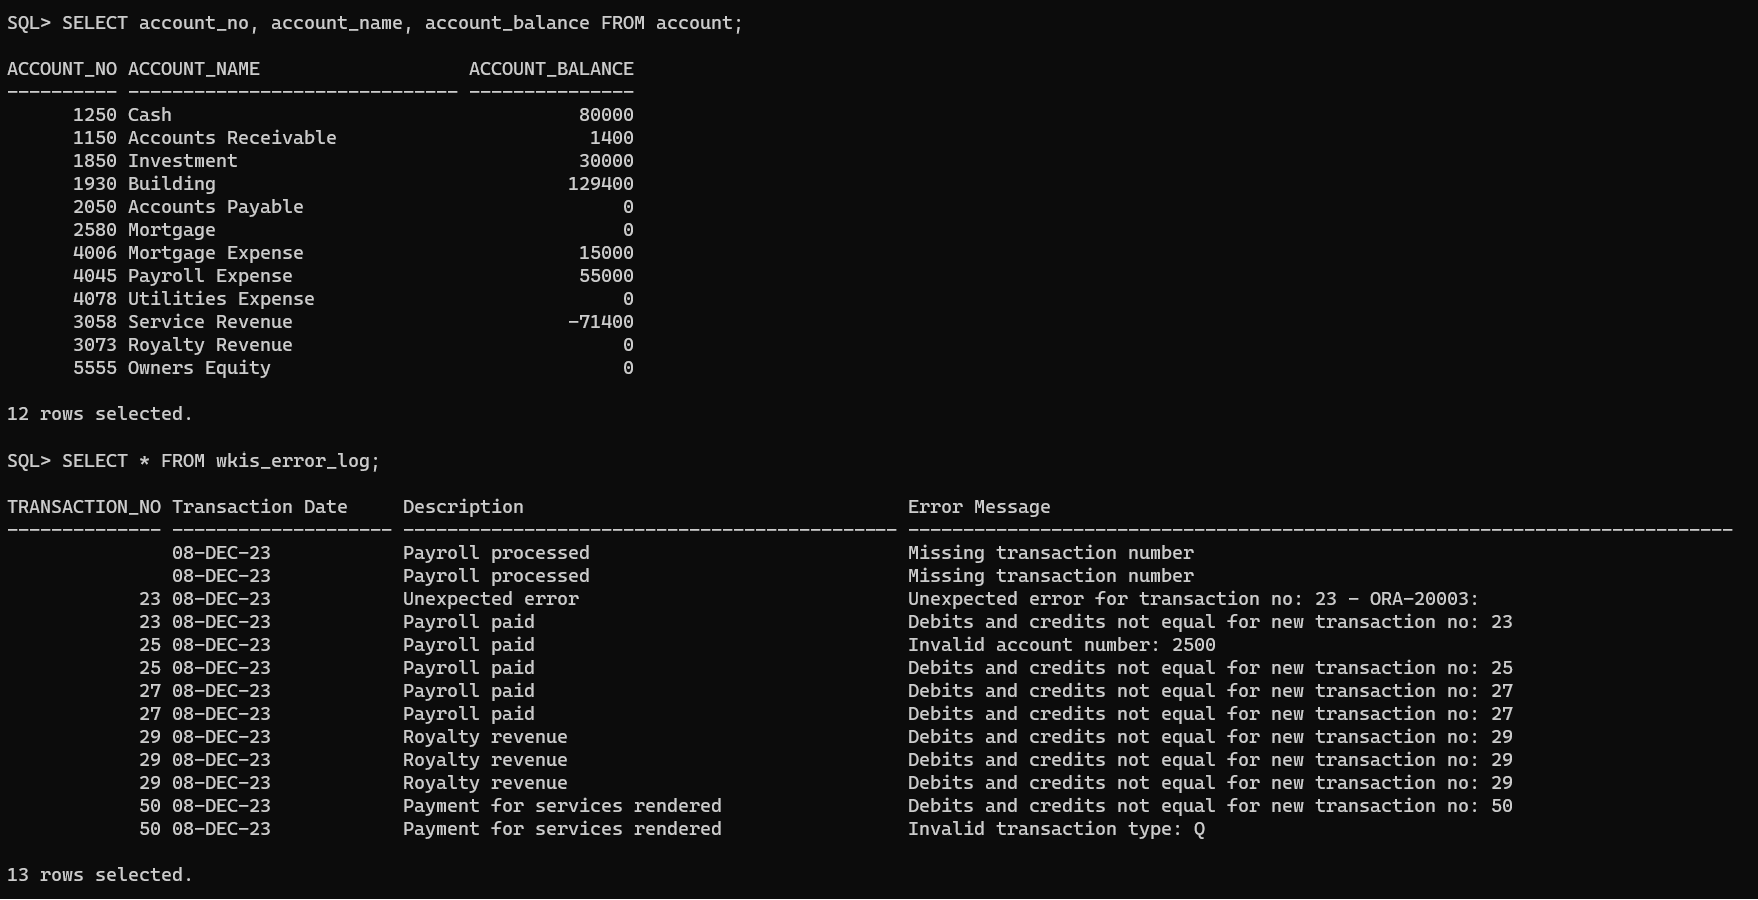 SQL> SELECT account_no, account_name, account_balance FROM account;
ACCOUNT_NO ACCOUNT_NAME                   ACCOUNT_BALANCE
---------- ------------------------------ ---------------
      1250 Cash                                     80000
      1150 Accounts Receivable                       1400
      1850 Investment                               30000
      1930 Building                                129400
      2050 Accounts Payable                             0
      2580 Mortgage                                     0
      4006 Mortgage Expense                         15000
      4045 Payroll Expense                          55000
      4078 Utilities Expense                            0
      3058 Service Revenue                         -71400
      3073 Royalty Revenue                              0
      5555 Owners Equity                                0
12 rows selected.
SQL> SELECT * FROM wkis_error_log;
TRANSACTION_NO Transaction Date     Description                                   Error Message
-------------- -------------------- --------------------------------------------- ---------------------------------------------------------------------------
               08-DEC-23            Payroll processed                             Missing transaction number
               08-DEC-23            Payroll processed                             Missing transaction number
            23 08-DEC-23            Unexpected error                              Unexpected error for transaction no: 23 - ORA-20003:
            23 08-DEC-23            Payroll paid                                  Debits and credits not equal for new transaction no: 23
            25 08-DEC-23            Payroll paid                                  Invalid account number: 2500
            25 08-DEC-23            Payroll paid                                  Debits and credits not equal for new transaction no: 25
            27 08-DEC-23            Payroll paid                                  Debits and credits not equal for new transaction no: 27
            27 08-DEC-23            Payroll paid                                  Debits and credits not equal for new transaction no: 27
            29 08-DEC-23            Royalty revenue                               Debits and credits not equal for new transaction no: 29
            29 08-DEC-23            Royalty revenue                               Debits and credits not equal for new transaction no: 29
            29 08-DEC-23            Royalty revenue                               Debits and credits not equal for new transaction no: 29
            50 08-DEC-23            Payment for services rendered                 Debits and credits not equal for new transaction no: 50
            50 08-DEC-23            Payment for services rendered                 Invalid transaction type: Q
13 rows selected.